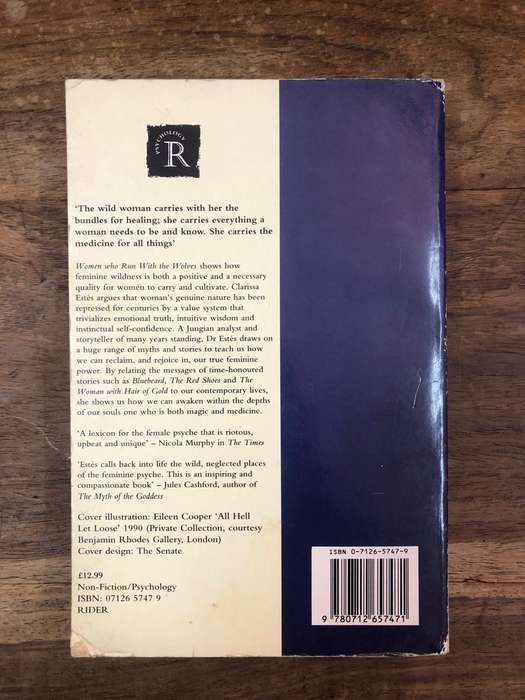 PSYCHOLOGY
R
‘The wild woman carries with her the
bundles for healing; she carries everything a
woman needs to be and know. She carries the
medicine for all things’
Women who Run With the Wolves shows how
feminine wildness is both a positive and a necessary
quality for women to carry and cultivate. Clarissa
Estés argues that woman's genuine nature has been
repressed for centuries by a value system that
trivializes emotional truth, intuitive wisdom and
instinctual self-confidence. A Jungian analyst and
storyteller of many years standing, Dr Estés draws on
a huge range of myths and stories to teach us how
we can reclaim, and rejoice in, our true feminine
power. By relating the messages of time-honoured
stories such as Bluebeard, The Red Shoes and The
Woman with Hair of Gold to our contemporary lives,
she shows us how we can awaken within the depths
of our souls one who is both magic and medicine.
‘A lexicon for the female psyche that is riotous,
upbeat and unique’ – Nicola Murphy in The Times
‘Estés calls back into life the wild, neglected places
of the feminine psyche. This is an inspiring and
compassionate book’ – Jules Cashford, author of
The Myth of the Goddess
Cover illustration: Eileen Cooper ‘All Hell
Let Loose’ 1990 (Private Collection, courtesy
Benjamin Rhodes Gallery, London)
Cover design: The Senate
£12.99
Non-Fiction/Psychology
ISBN: 07126 5747 9
RIDER
ISBN 0-7126-5747-9
9 780712 657471